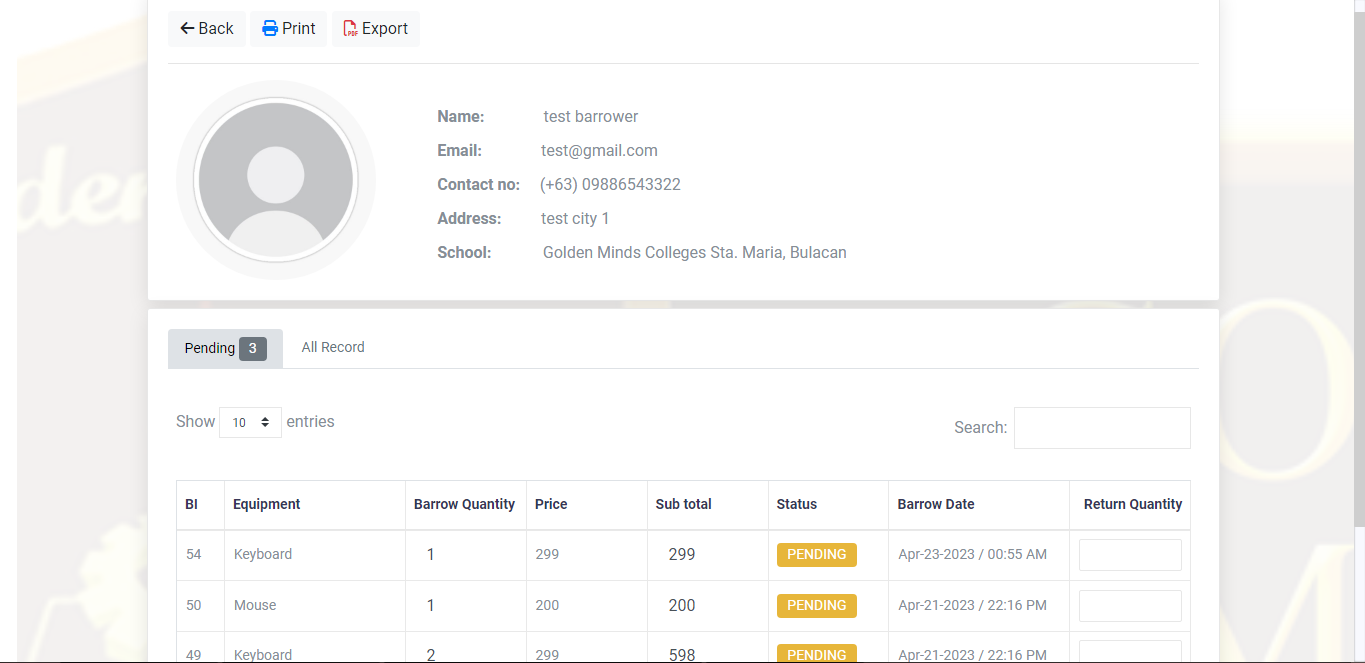 Back Print Export
Name: test barrower
Email: test@gmail.com
Contact no: (+63) 09886543322
Address: test city 1
School: Golden Minds Colleges Sta. Maria, Bulacan
Pending 3 All Record
Show 10 entries
Search:
BI Equipment Barrow Quantity Price Sub total Status Barrow Date Return Quantity
54 Keyboard 1 299 299 PENDING Apr-23-2023 / 00:55 AM
50 Mouse 1 200 200 PENDING Apr-21-2023 / 22:16 PM
49 Keyboard 2 299 598 PENDING Apr-21-2023 / 22:16 PM